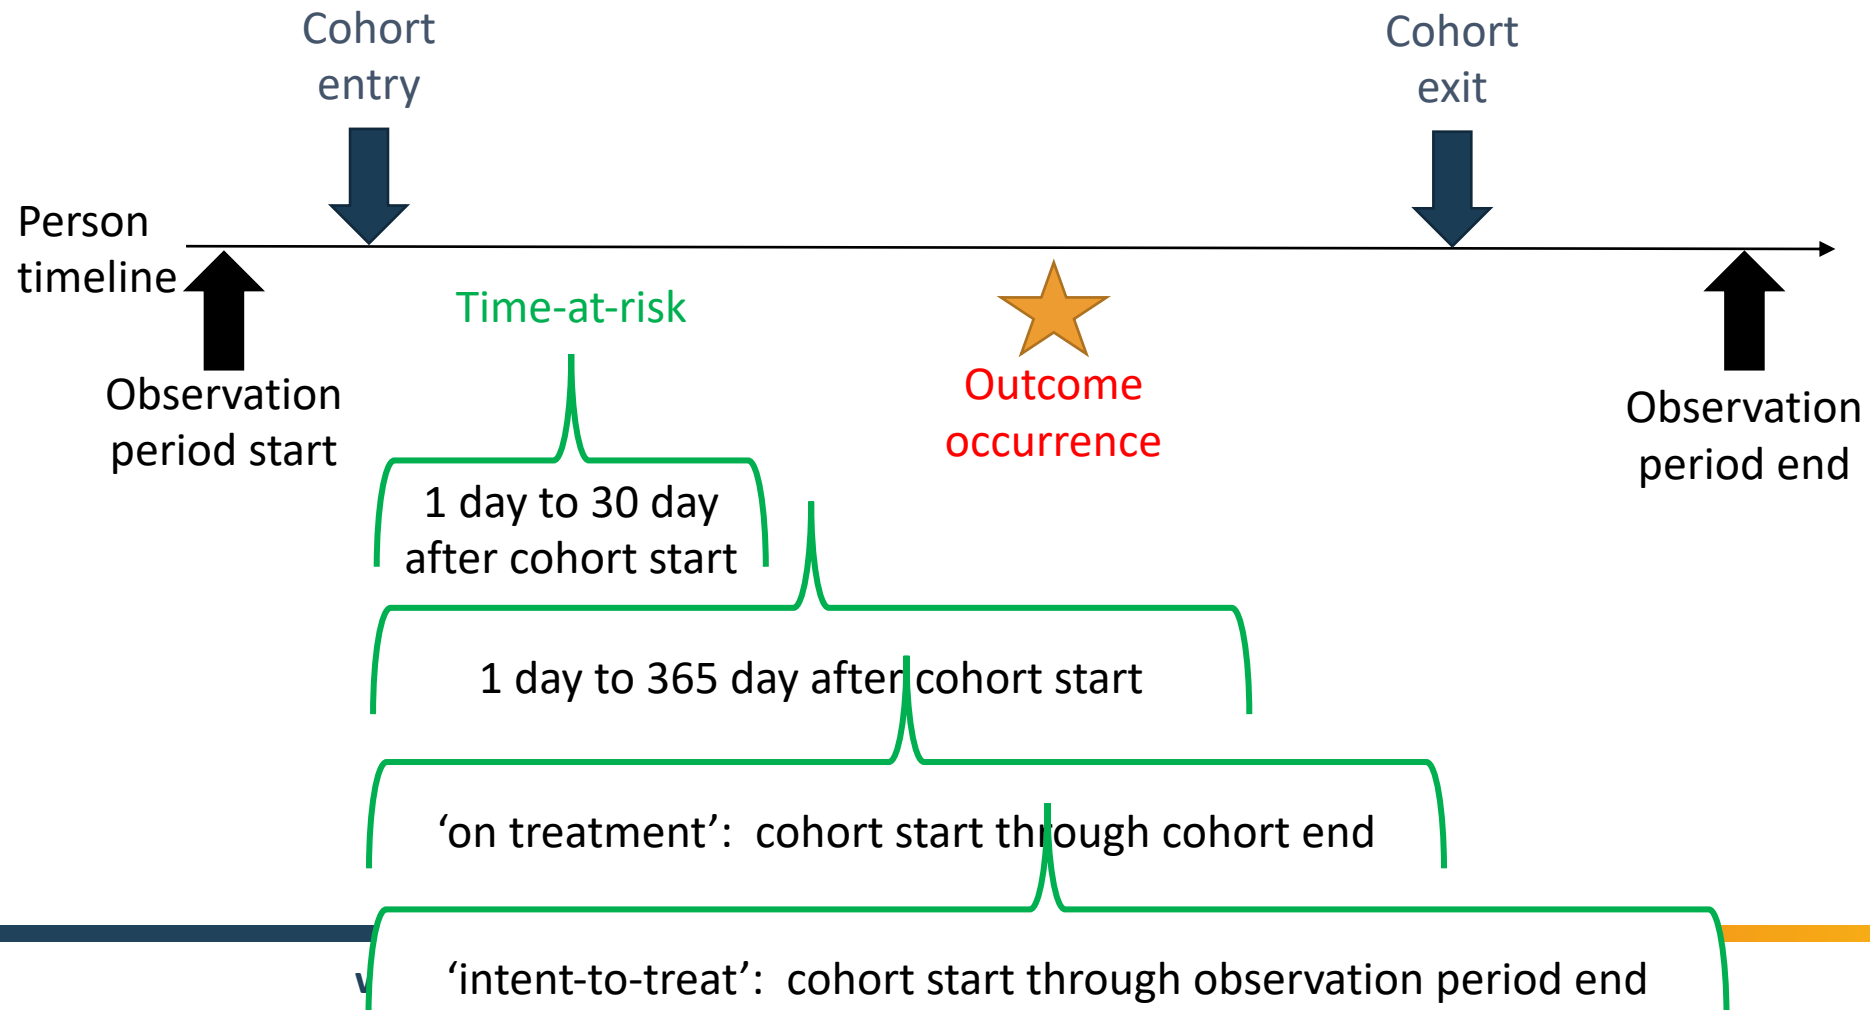 Cohort
entry
Cohort
exit
Person
timeline
Time-at-risk
Observation
period start
Outcome
occurrence
Observation
period end
1 day to 30 day
after cohort start
1 day to 365 day after cohort start
‘on treatment’:  cohort start through cohort end
‘intent-to-treat’:  cohort start through observation period end